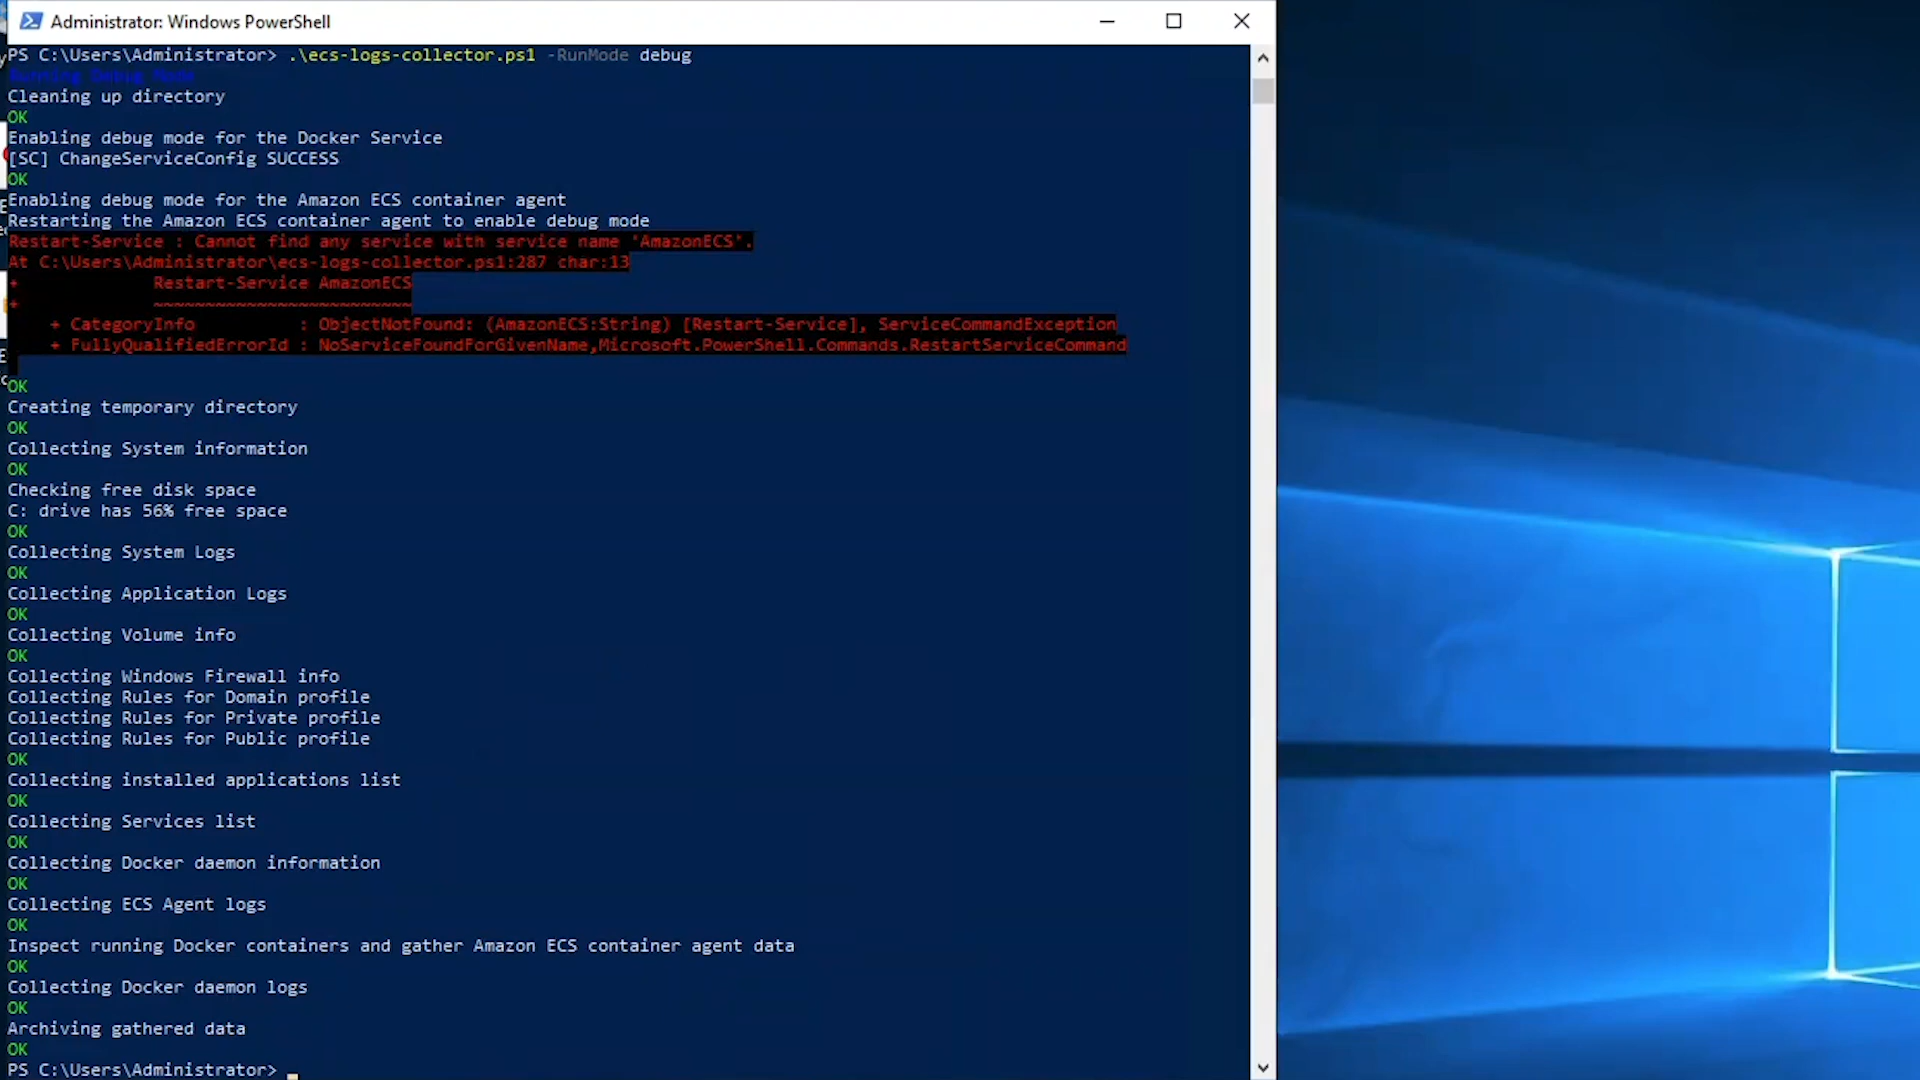 Administrator: Windows PowerShell
PS C:\Users\Administrator> .\ecs-logs-collector.ps1 -RunMode debug
Running Debug Mode
Cleaning up directory
OK
Enabling debug mode for the Docker Service
[SC] ChangeServiceConfig SUCCESS
OK
Enabling debug mode for the Amazon ECS container agent
Restarting the Amazon ECS container agent to enable debug mode
Restart-Service : Cannot find any service with service name 'AmazonECS'.
At C:\Users\Administrator\ecs-logs-collector.ps1:287 char:13
+             Restart-Service AmazonECS
+             ~~~~~~~~~~~~~~~~~~~~~~~~~
    + CategoryInfo          : ObjectNotFound: (AmazonECS:String) [Restart-Service], ServiceCommandException
    + FullyQualifiedErrorId : NoServiceFoundForGivenName,Microsoft.PowerShell.Commands.RestartServiceCommand
OK
Creating temporary directory
OK
Collecting System information
OK
Checking free disk space
C: drive has 56% free space
OK
Collecting System Logs
OK
Collecting Application Logs
OK
Collecting Volume info
OK
Collecting Windows Firewall info
Collecting Rules for Domain profile
Collecting Rules for Private profile
Collecting Rules for Public profile
OK
Collecting installed applications list
OK
Collecting Services list
OK
Collecting Docker daemon information
OK
Collecting ECS Agent logs
OK
Inspect running Docker containers and gather Amazon ECS container agent data
OK
Collecting Docker daemon logs
OK
Archiving gathered data
OK
PS C:\Users\Administrator>